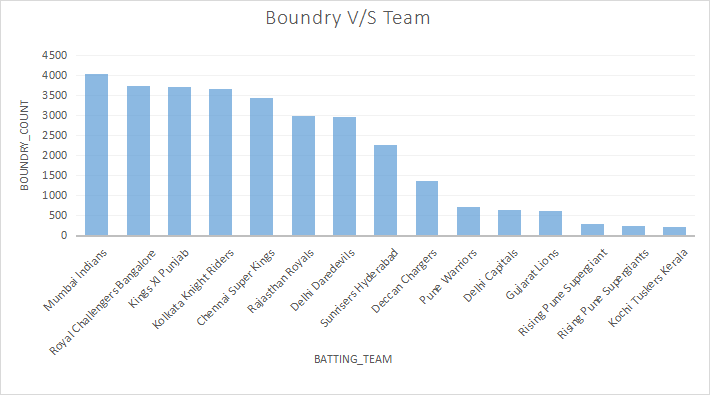 Boundry V/S Team
BOUNDRY_COUNT
4500
4000
3500
3000
2500
2000
1500
1000
500
0
Mumbai Indians
Royal Challengers Bangalore
Kings XI Punjab
Kolkata Knight Riders
Chennai Super Kings
Rajasthan Royals
Delhi Daredevils
Sunrisers Hyderabad
Deccan Chargers
Pune Warriors
Delhi Capitals
Gujarat Lions
Rising Pune Supergiant
Rising Pune Supergiants
Kochi Tuskers Kerala
BATTING_TEAM